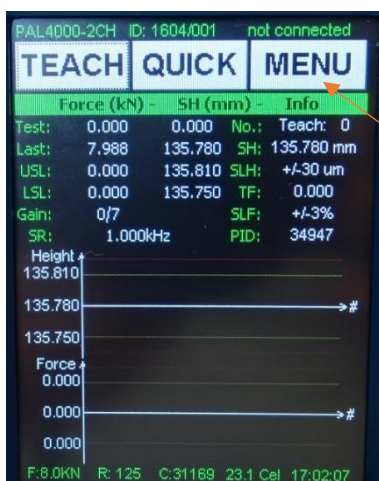 PAL4000-2CH ID: 1604/001 not connected
TEACH QUICK MENU
Force (kN) - SH (mm) - Info
Test: 0.000 0.000 No.: Teach: 0
Last: 7.988 135.780 SH: 135.780 mm
USL: 0.000 135.810 SLH: +/-30 um
LSL: 0.000 135.750 TF: 0.000
Gain: 0/7 SLF: +/-3%
SR: 1.000kHz PID: 34947
Height
135.810
135.780 #
135.750
Force
0.000
0.000 #
0.000
F:8.0KN R: 125 C:31169 23.1 Cel 17:02:07